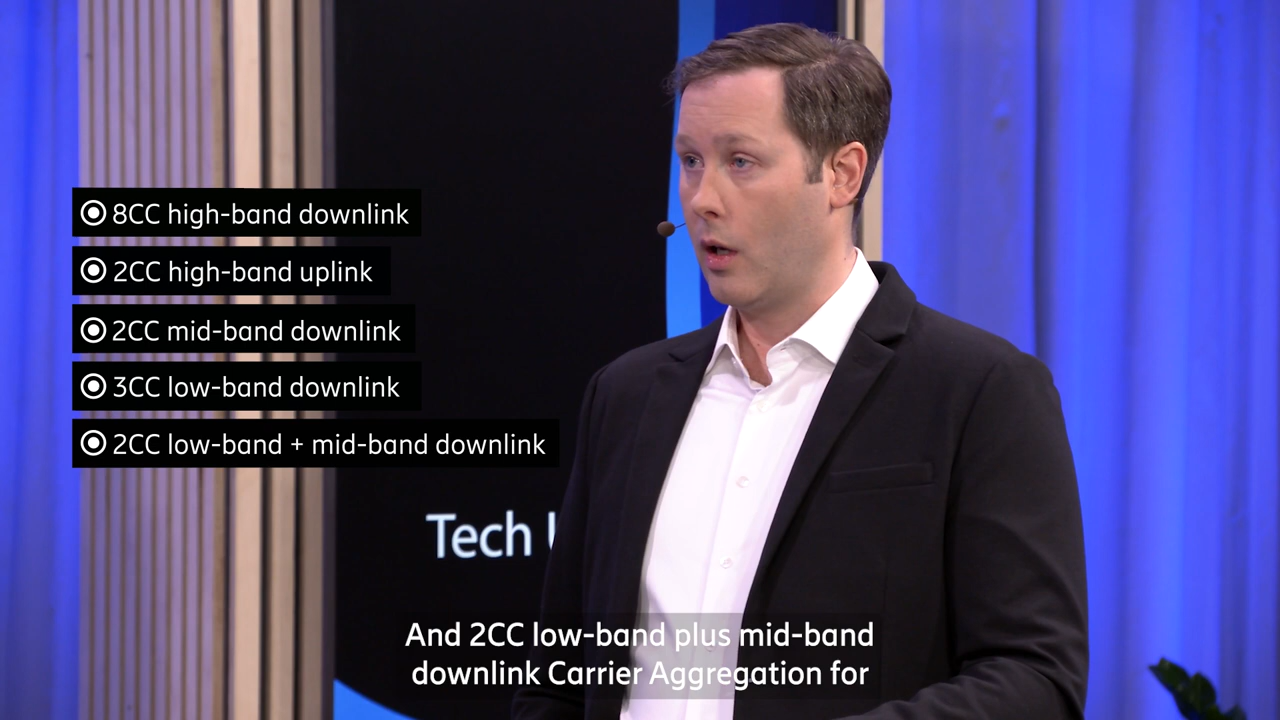 8CC high-band downlink
2CC high-band uplink
2CC mid-band downlink
3CC low-band downlink
2CC low-band + mid-band downlink
Tech
And 2CC low-band plus mid-band
downlink Carrier Aggregation for